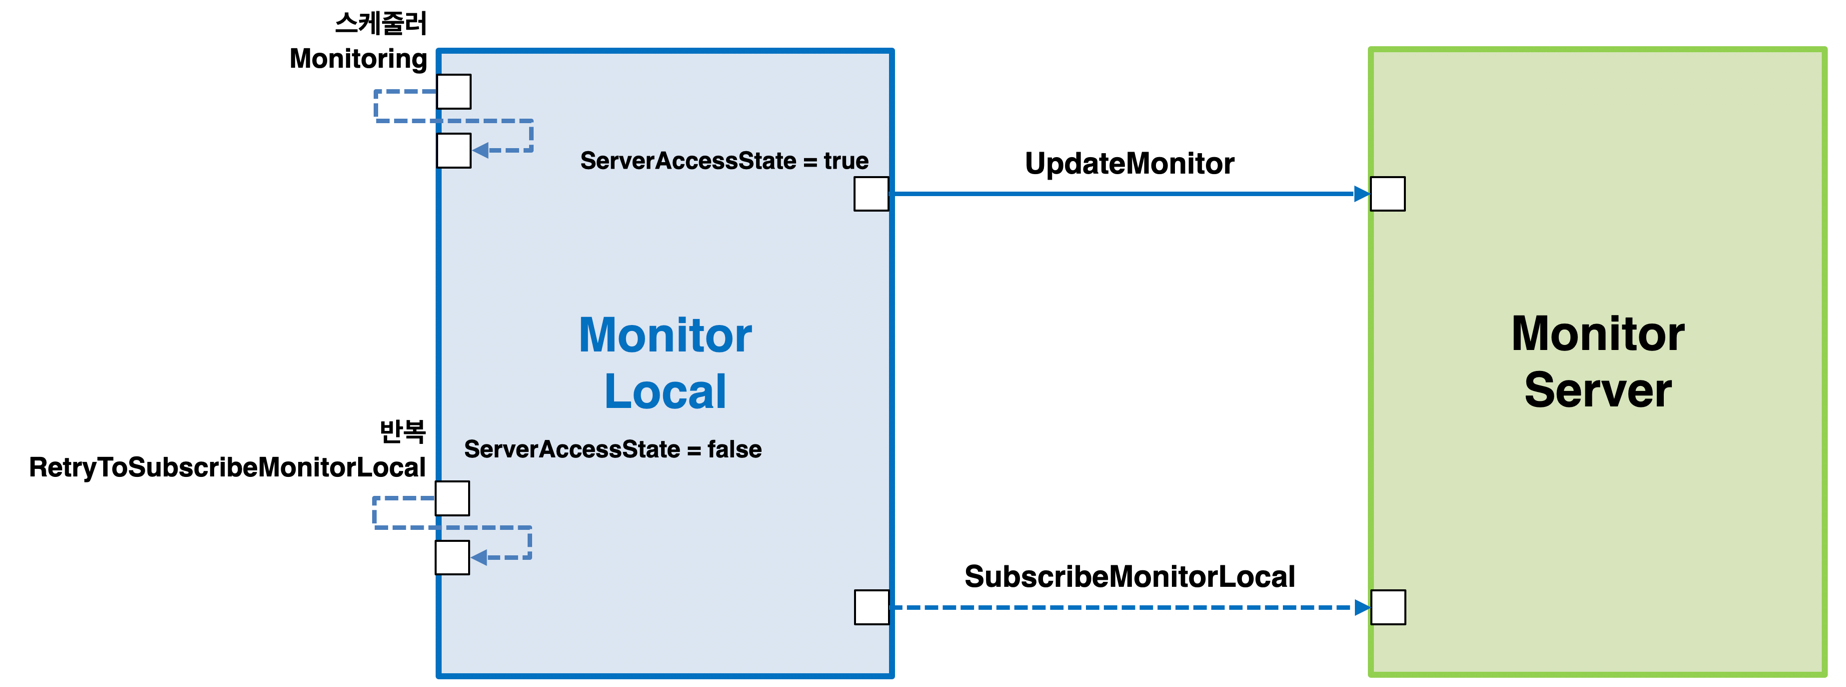 스케줄러
Monitoring
ServerAccessState = true
UpdateMonitor
Monitor
Local
Monitor
Server
반복
RetryToSubscribeMonitorLocal
ServerAccessState = false
SubscribeMonitorLocal